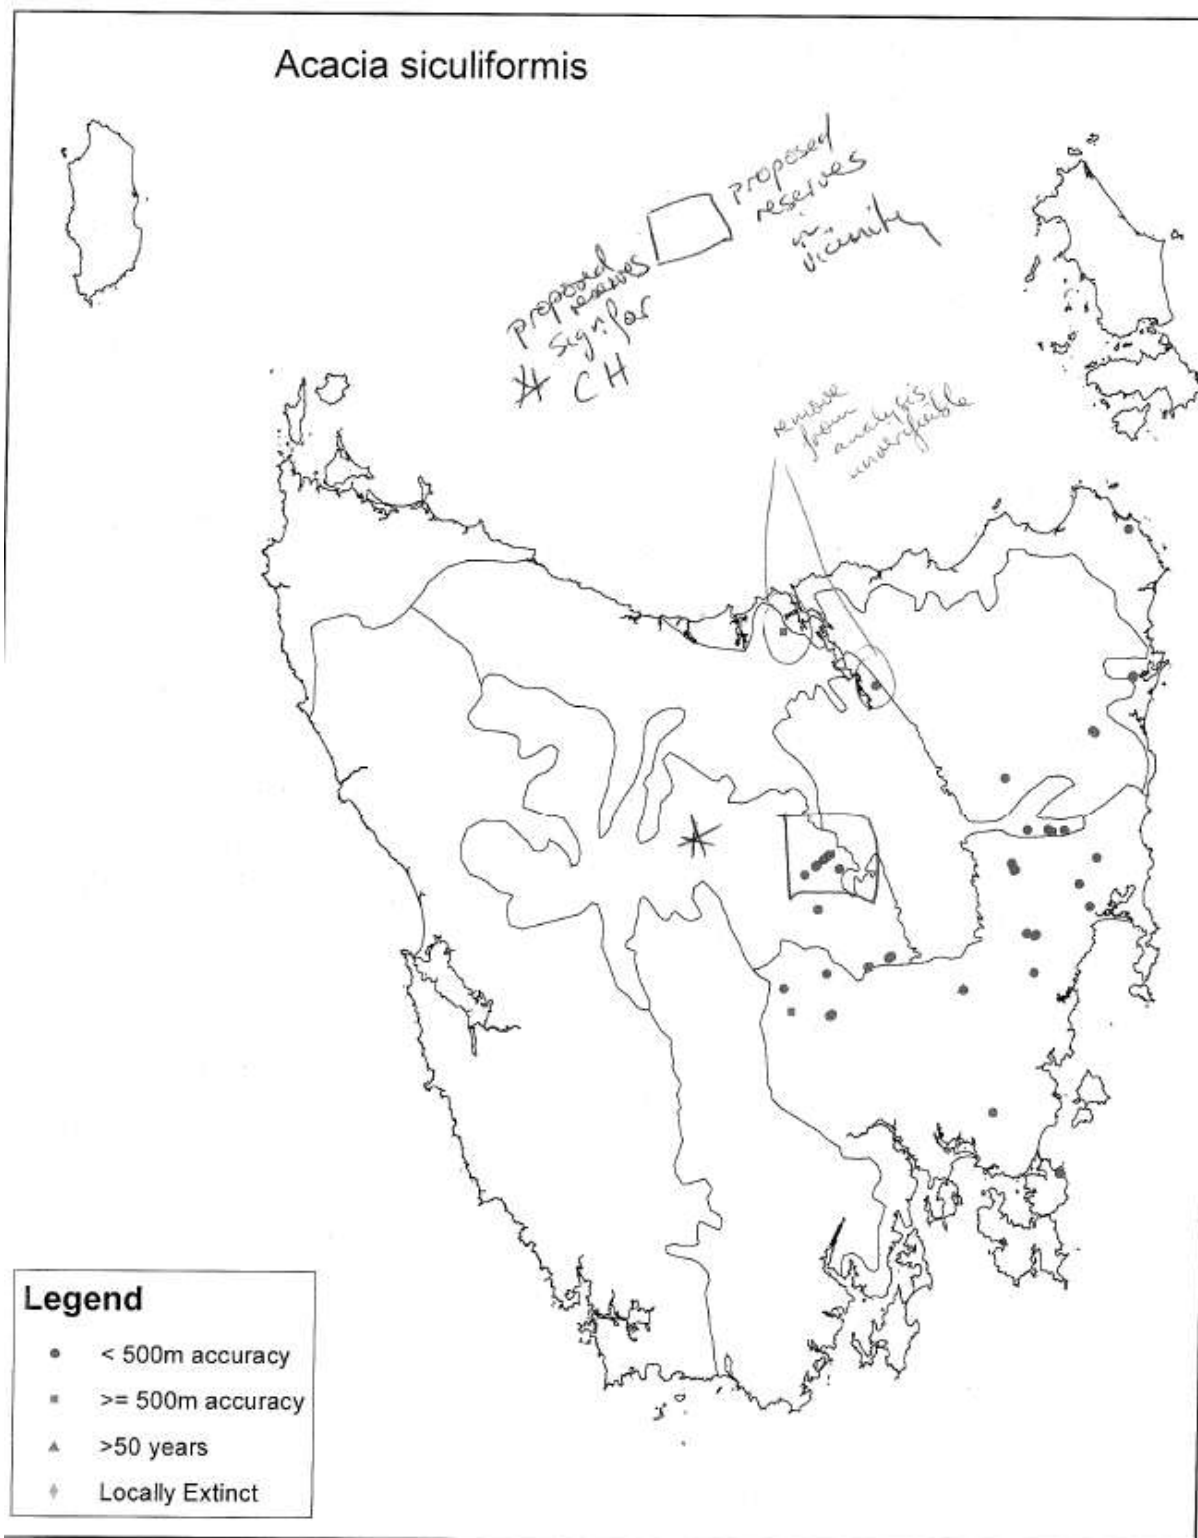 Acacia siculiformis
proposed
reserves
in
vicinity
proposed
reserves
sign. for
* CH
remove
from
analysis
unverifiable
Legend
< 500m accuracy
>= 500m accuracy
>50 years
Locally Extinct